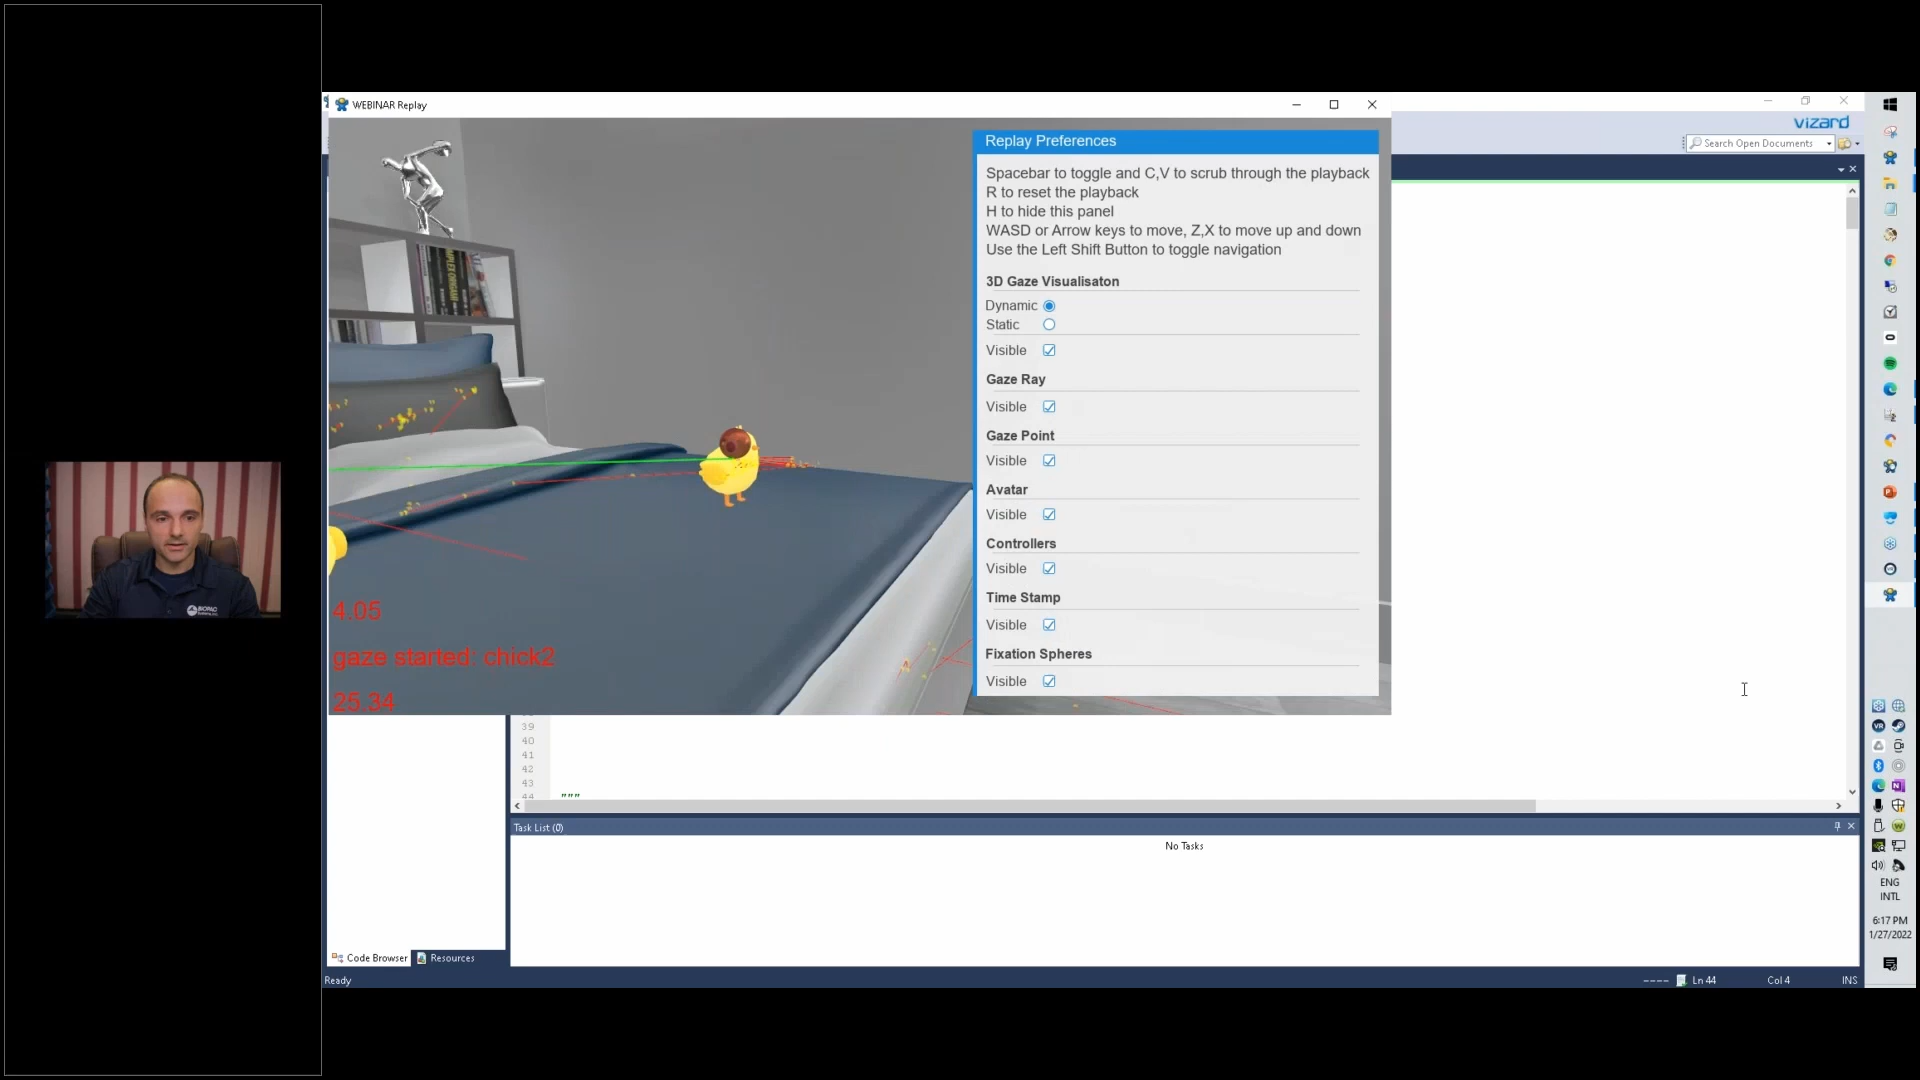 WEBINAR Replay
vizard
Search Open Documents
Replay Preferences
Spacebar to toggle and C,V to scrub through the playback
R to reset the playback
H to hide this panel
WASD or Arrow keys to move, Z,X to move up and down
Use the Left Shift Button to toggle navigation
3D Gaze Visualisaton
Dynamic
Static
Visible
Gaze Ray
Visible
Gaze Point
Visible
Avatar
Visible
Controllers
Visible
Time Stamp
Visible
Fixation Spheres
Visible
ORIGAMI
BIOPAC
4.05
gaze started: chick2
25.34
39
40
41
42
43
44 """
Task List (0)
No Tasks
Code Browser
Resources
Ready
Ln 44
Col 4
INS
VR
ENG
INTL
6:17 PM
1/27/2022